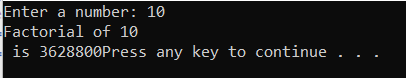 Enter a number: 10
Factorial of 10
 is 3628800Press any key to continue . . .